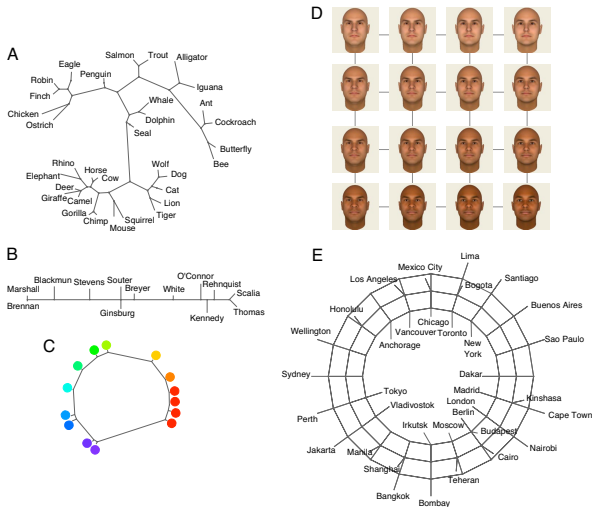 A
Salmon
Trout
Alligator
Eagle
Penguin
Robin
Finch
Iguana
Whale
Ant
Chicken
Dolphin
Cockroach
Ostrich
Seal
Butterfly
Bee
Rhino
Horse
Wolf
Elephant
Cow
Dog
Deer
Cat
Giraffe
Camel
Lion
Gorilla
Squirrel
Tiger
Chimp
Mouse
B
O'Connor
Blackmun
Stevens
Souter
Rehnquist
Marshall
Breyer
White
Scalia
Brennan
Ginsburg
Kennedy
Thomas
C
D
E
Lima
Mexico City
Los Angeles
Bogota
Santiago
Honolulu
Buenos Aires
Chicago
Vancouver
Toronto
Wellington
Anchorage
New
York
Sao Paulo
Sydney
Dakar
Tokyo
Madrid
Kinshasa
Vladivostok
London
Cape Town
Berlin
Perth
Irkutsk
Moscow
Budapest
Jakarta
Manila
Nairobi
Shanghai
Cairo
Teheran
Bangkok
Bombay